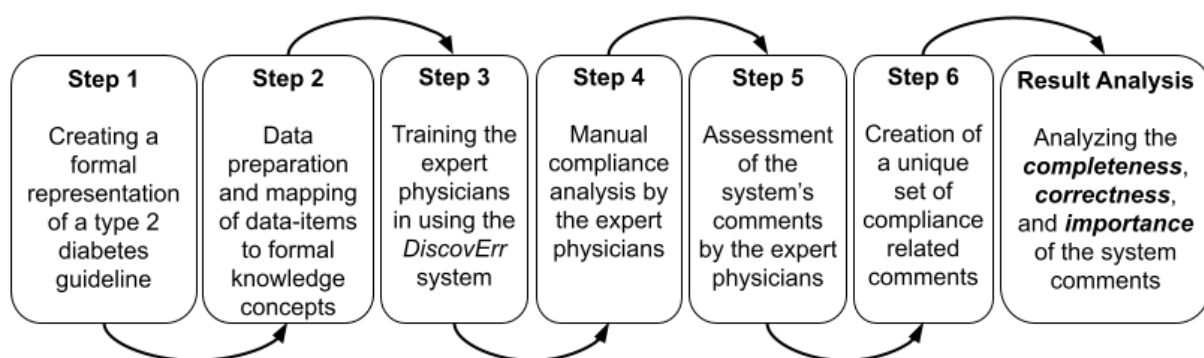 Step 1
Creating a
formal
representation
of a type 2
diabetes
guideline
Step 2
Data
preparation
and mapping
of data-items
to formal
knowledge
concepts
Step 3
Training the
expert
physicians
in using the
DiscovErr
system
Step 4
Manual
compliance
analysis by
the expert
physicians
Step 5
Assessment
of the
system's
comments
by the expert
physicians
Step 6
Creation of
a unique
set of
compliance
related
comments
Result Analysis
Analyzing the
completeness,
correctness,
and importance
of the system
comments